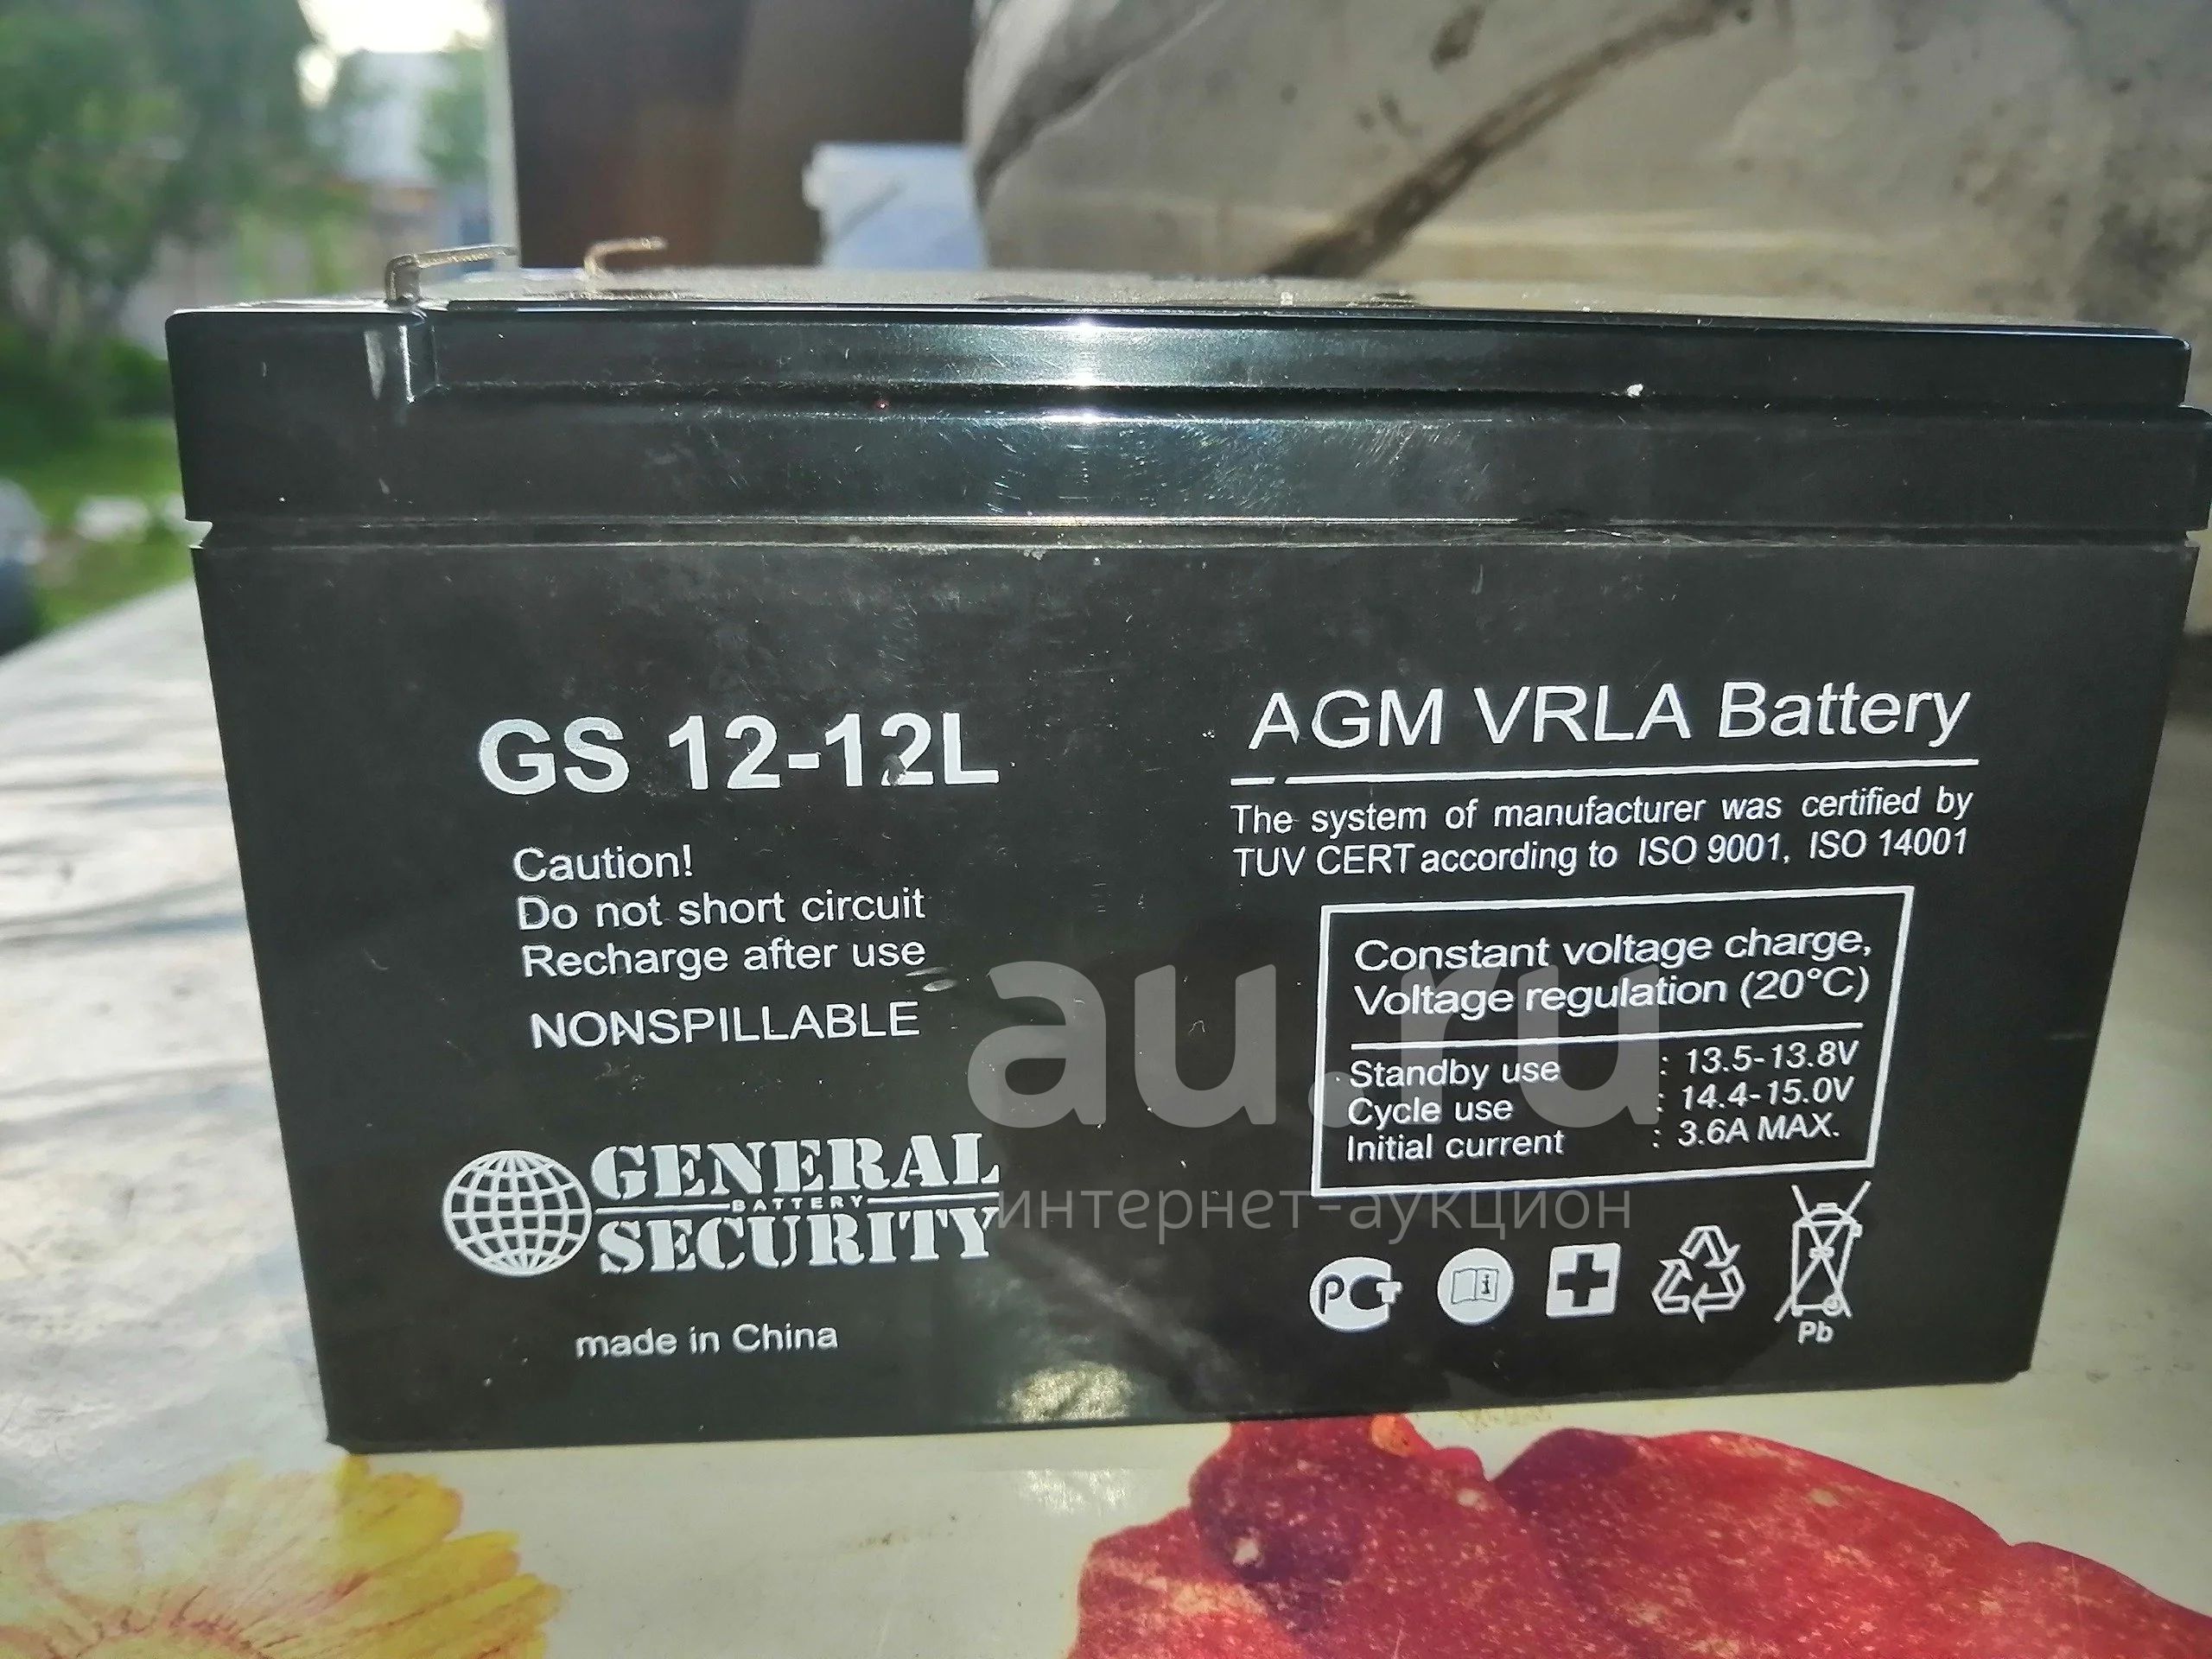 GS 12-12L
Caution!
Do not short circuit
Recharge after use
NONSPILLABLE
GENERAL
BATTERY
SECURITY
made in China
AGM VRLA Battery
The system of manufacturer was certified by
TUV CERT according to ISO 9001, ISO 14001
Constant voltage charge,
Voltage regulation (20°C)
Standby use : 13.5-13.8V
Cycle use : 14.4-15.0V
Initial current : 3.6A MAX.
РСТ
i
Pb
au.ru
интернет-аукцион